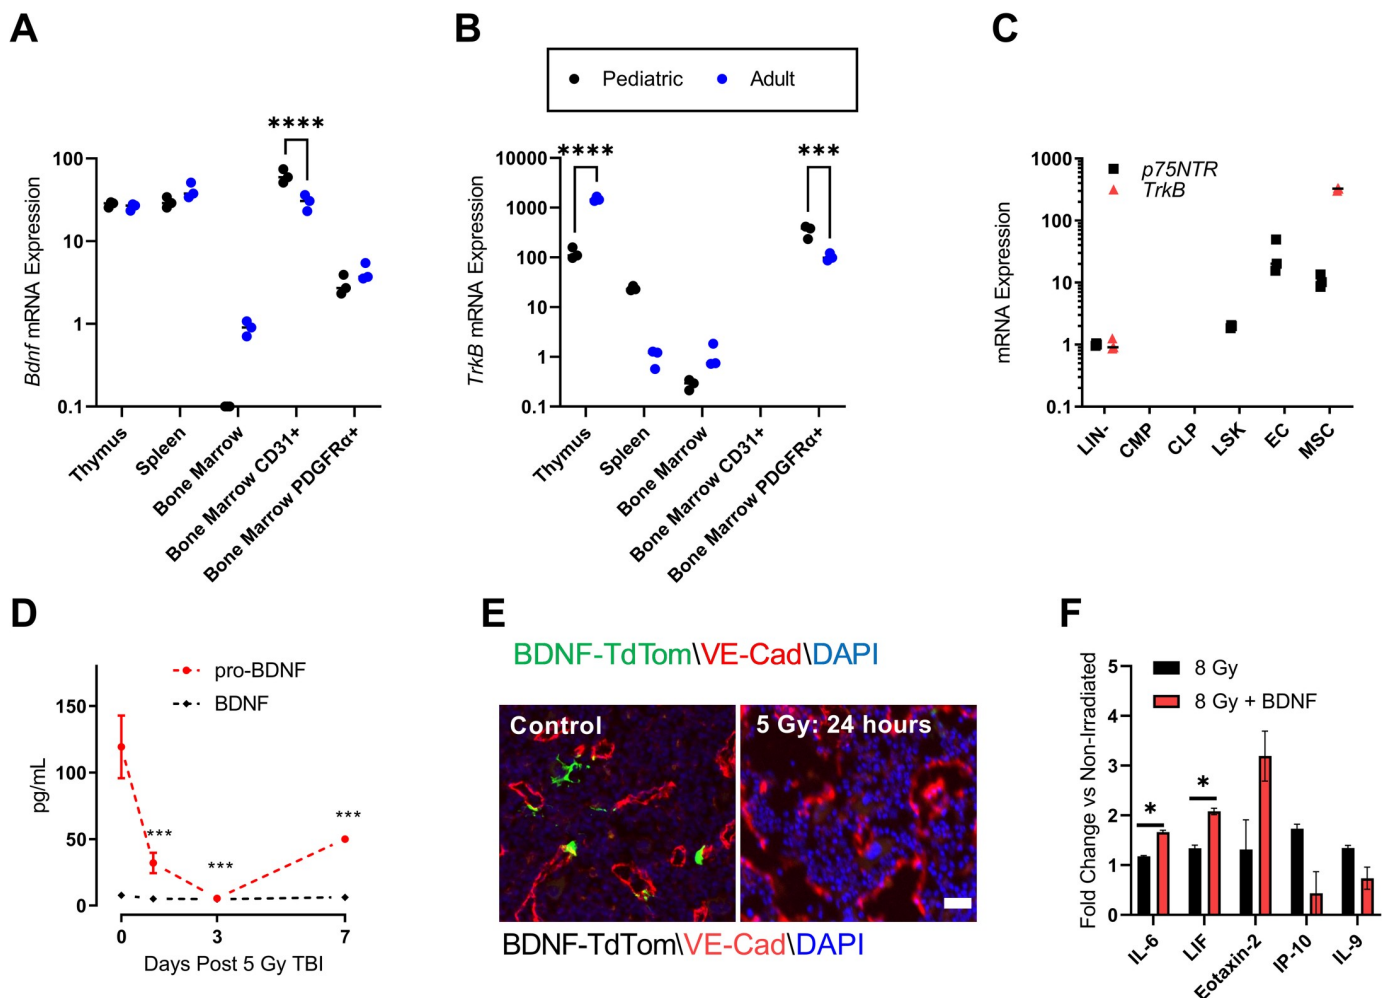 A
Bdnf mRNA Expression
100
10
1
0.1
****
Thymus
Spleen
Bone Marrow
Bone Marrow CD31+
Bone Marrow PDGFRα+
B
Pediatric
Adult
TrkB mRNA Expression
10000
1000
100
10
1
0.1
****
***
Thymus
Spleen
Bone Marrow
Bone Marrow CD31+
Bone Marrow PDGFRα+
C
mRNA Expression
1000
100
10
1
0.1
p75NTR
TrkB
LIN-
CMP
CLP
LSK
EC
MSC
D
pro-BDNF
BDNF
pg/mL
150
100
50
0
***
***
***
0
3
7
Days Post 5 Gy TBI
E
BDNF-TdTom\VE-Cad\DAPI
Control
5 Gy: 24 hours
BDNF-TdTom\VE-Cad\DAPI
F
Fold Change vs Non-Irradiated
5
4
3
2
1
0
8 Gy
8 Gy + BDNF
*
*
IL-6
LIF
Eotaxin-2
IP-10
IL-9